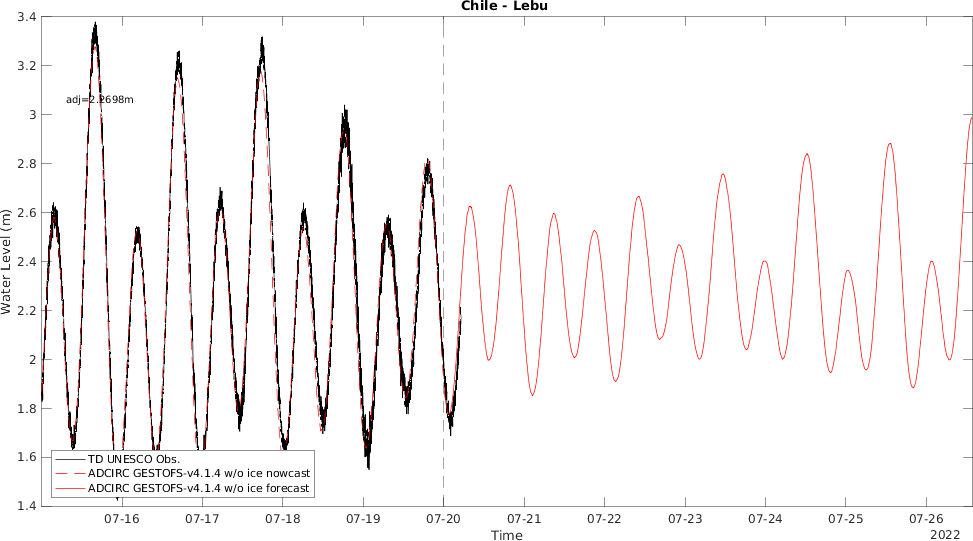 Chile - Lebu
3.4
3.2
3
2.8
2.6
2.4
2.2
2
1.8
1.6
1.4
Water Level (m)
adj=2.2698m
TD UNESCO Obs.
ADCIRC GESTOFS-v4.1.4 w/o ice nowcast
ADCIRC GESTOFS-v4.1.4 w/o ice forecast
07-16 07-17 07-18 07-19 07-20 07-21 07-22 07-23 07-24 07-25 07-26
Time
2022